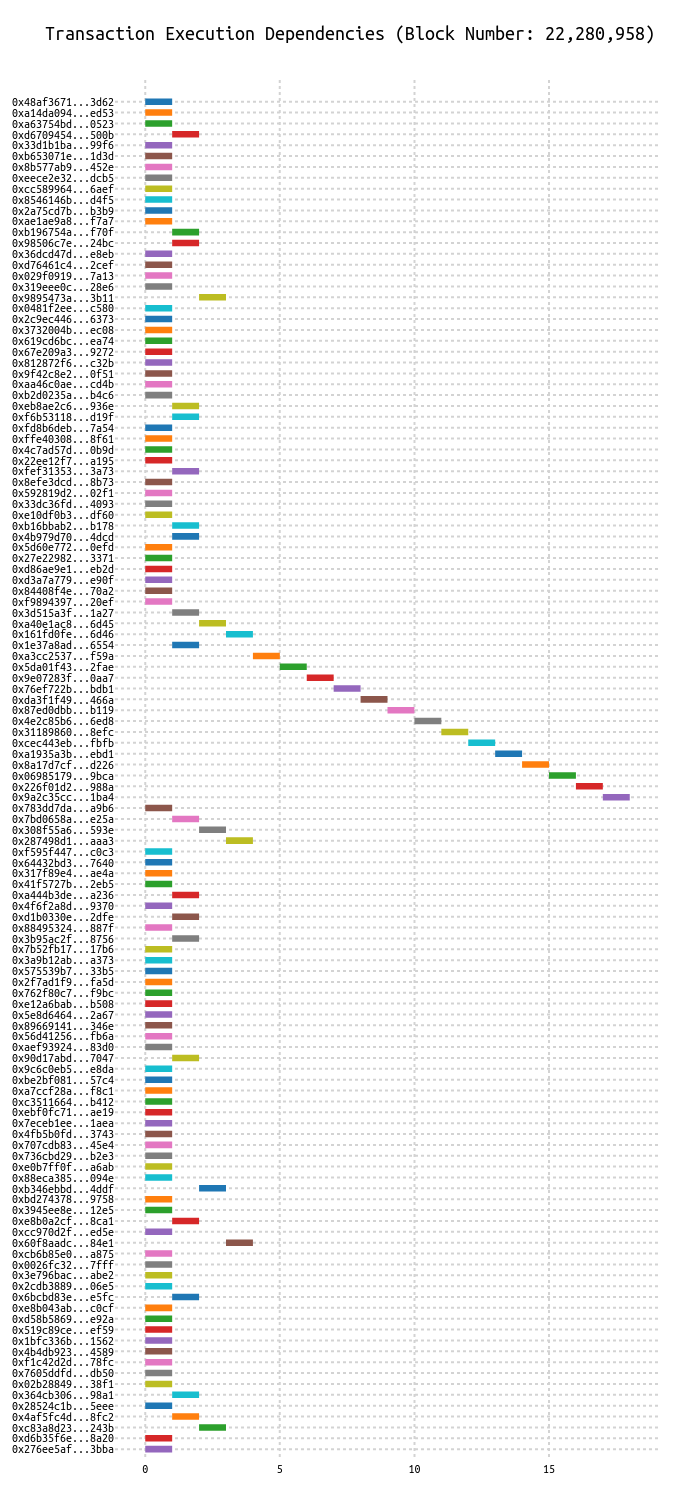 Transaction Execution Dependencies (Block Number: 22,280,958)
0x48af3671...3d62
0xa14da094...ed53
0xa63754bd...0523
0xd6709454...500b
0x33d1b1ba...99f6
0xb653071e...1d3d
0x8b577ab9...452e
0xeece2e32...dcb5
0xcc589964...6aef
0x8546146b...d4f5
0x2a75cd7b...b3b9
0xae1ae9a8...f7a7
0xb196754a...f70f
0x98506c7e...24bc
0x36dcd47d...e8eb
0xd76461c4...2cef
0x029f0919...7a13
0x319eee0c...28e6
0x9895473a...3b11
0x0481f2ee...c580
0x2c9ec446...6373
0x3732004b...ec08
0x619cd6bc...ea74
0x67e209a3...9272
0x812872f6...c32b
0x9f42c8e2...0f51
0xaa46c0ae...cd4b
0xb2d0235a...b4c6
0xeb8ae2c6...936e
0xf6b53118...d19f
0xfd8b6deb...7a54
0xffe40308...8f61
0x4c7ad57d...0b9d
0x22ee12f7...a195
0xfef31353...3a73
0x8efe3dcd...8b73
0x592819d2...02f1
0x33dc36fd...4093
0xe10df0b3...df60
0xb16bbab2...b178
0x4b979d70...4dcd
0x5d60e772...0efd
0x27e22982...3371
0xd86ae9e1...eb2d
0xd3a7a779...e90f
0x84408f4e...70a2
0xf9894397...20ef
0x3d515a3f...1a27
0xa40e1ac8...6d45
0x161fd0fe...6d46
0x1e37a8ad...6554
0xa3cc2537...f59a
0x5da01f43...2fae
0x9e07283f...0aa7
0x76ef722b...bdb1
0xda3f1f49...466a
0x87ed0dbb...b119
0x4e2c85b6...6ed8
0x31189860...8efc
0xcec443eb...fbfb
0xa1935a3b...ebd1
0x8a17d7cf...d226
0x06985179...9bca
0x226f01d2...988a
0x9a2c35cc...1ba4
0x783dd7da...a9b6
0x7bd0658a...e25a
0x308f55a6...593e
0x287498d1...aaa3
0xf595f447...c0c3
0x64432bd3...7640
0x317f89e4...ae4a
0x41f5727b...2eb5
0xa444b3de...a236
0x4f6f2a8d...9370
0xd1b0330e...2dfe
0x88495324...887f
0x3b95ac2f...8756
0x7b52fb17...17b6
0x3a9b12ab...a373
0x575539b7...33b5
0x2f7ad1f9...fa5d
0x762f80c7...f9bc
0xe12a6bab...b508
0x5e8d6464...2a67
0x89669141...346e
0x56d41256...fb6a
0xaef93924...83d0
0x90d17abd...7047
0x9c6c0eb5...e8da
0xbe2bf081...57c4
0xa7ccf28a...f8c1
0xc3511664...b412
0xebf0fc71...ae19
0x7eceb1ee...1aea
0x4fb5b0fd...3743
0x707cdb83...45e4
0x736cbd29...b2e3
0xe0b7ff0f...a6ab
0x88eca385...094e
0xb346ebbd...4ddf
0xbd274378...9758
0x3945ee8e...12e5
0xe8b0a2cf...8ca1
0xcc970d2f...ed5e
0x60f8aadc...84e1
0xcb6b85e0...a875
0x0026fc32...7fff
0x3e796bac...abe2
0x2cdb3889...06e5
0x6bcbd83e...e5fc
0xe8b043ab...c0cf
0xd58b5869...e92a
0x519c89ce...ef59
0x1bfc336b...1562
0x4b4db923...4589
0xf1c42d2d...78fc
0x7605ddfd...db50
0x02b28849...38f1
0x364cb306...98a1
0x28524c1b...5eee
0x4af5fc4d...8fc2
0xc83a8d23...243b
0xd6b35f6e...8a20
0x276ee5af...3bba
0 5 10 15